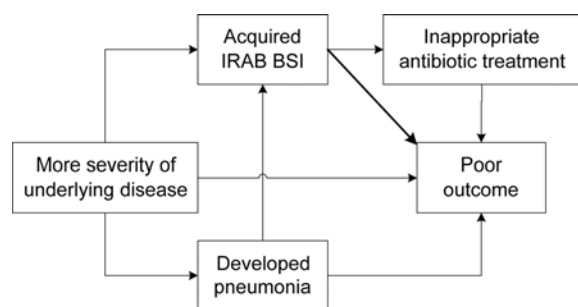 Acquired
IRAB BSI
Inappropriate
antibiotic treatment
More severity of
underlying disease
Poor
outcome
Developed
pneumonia